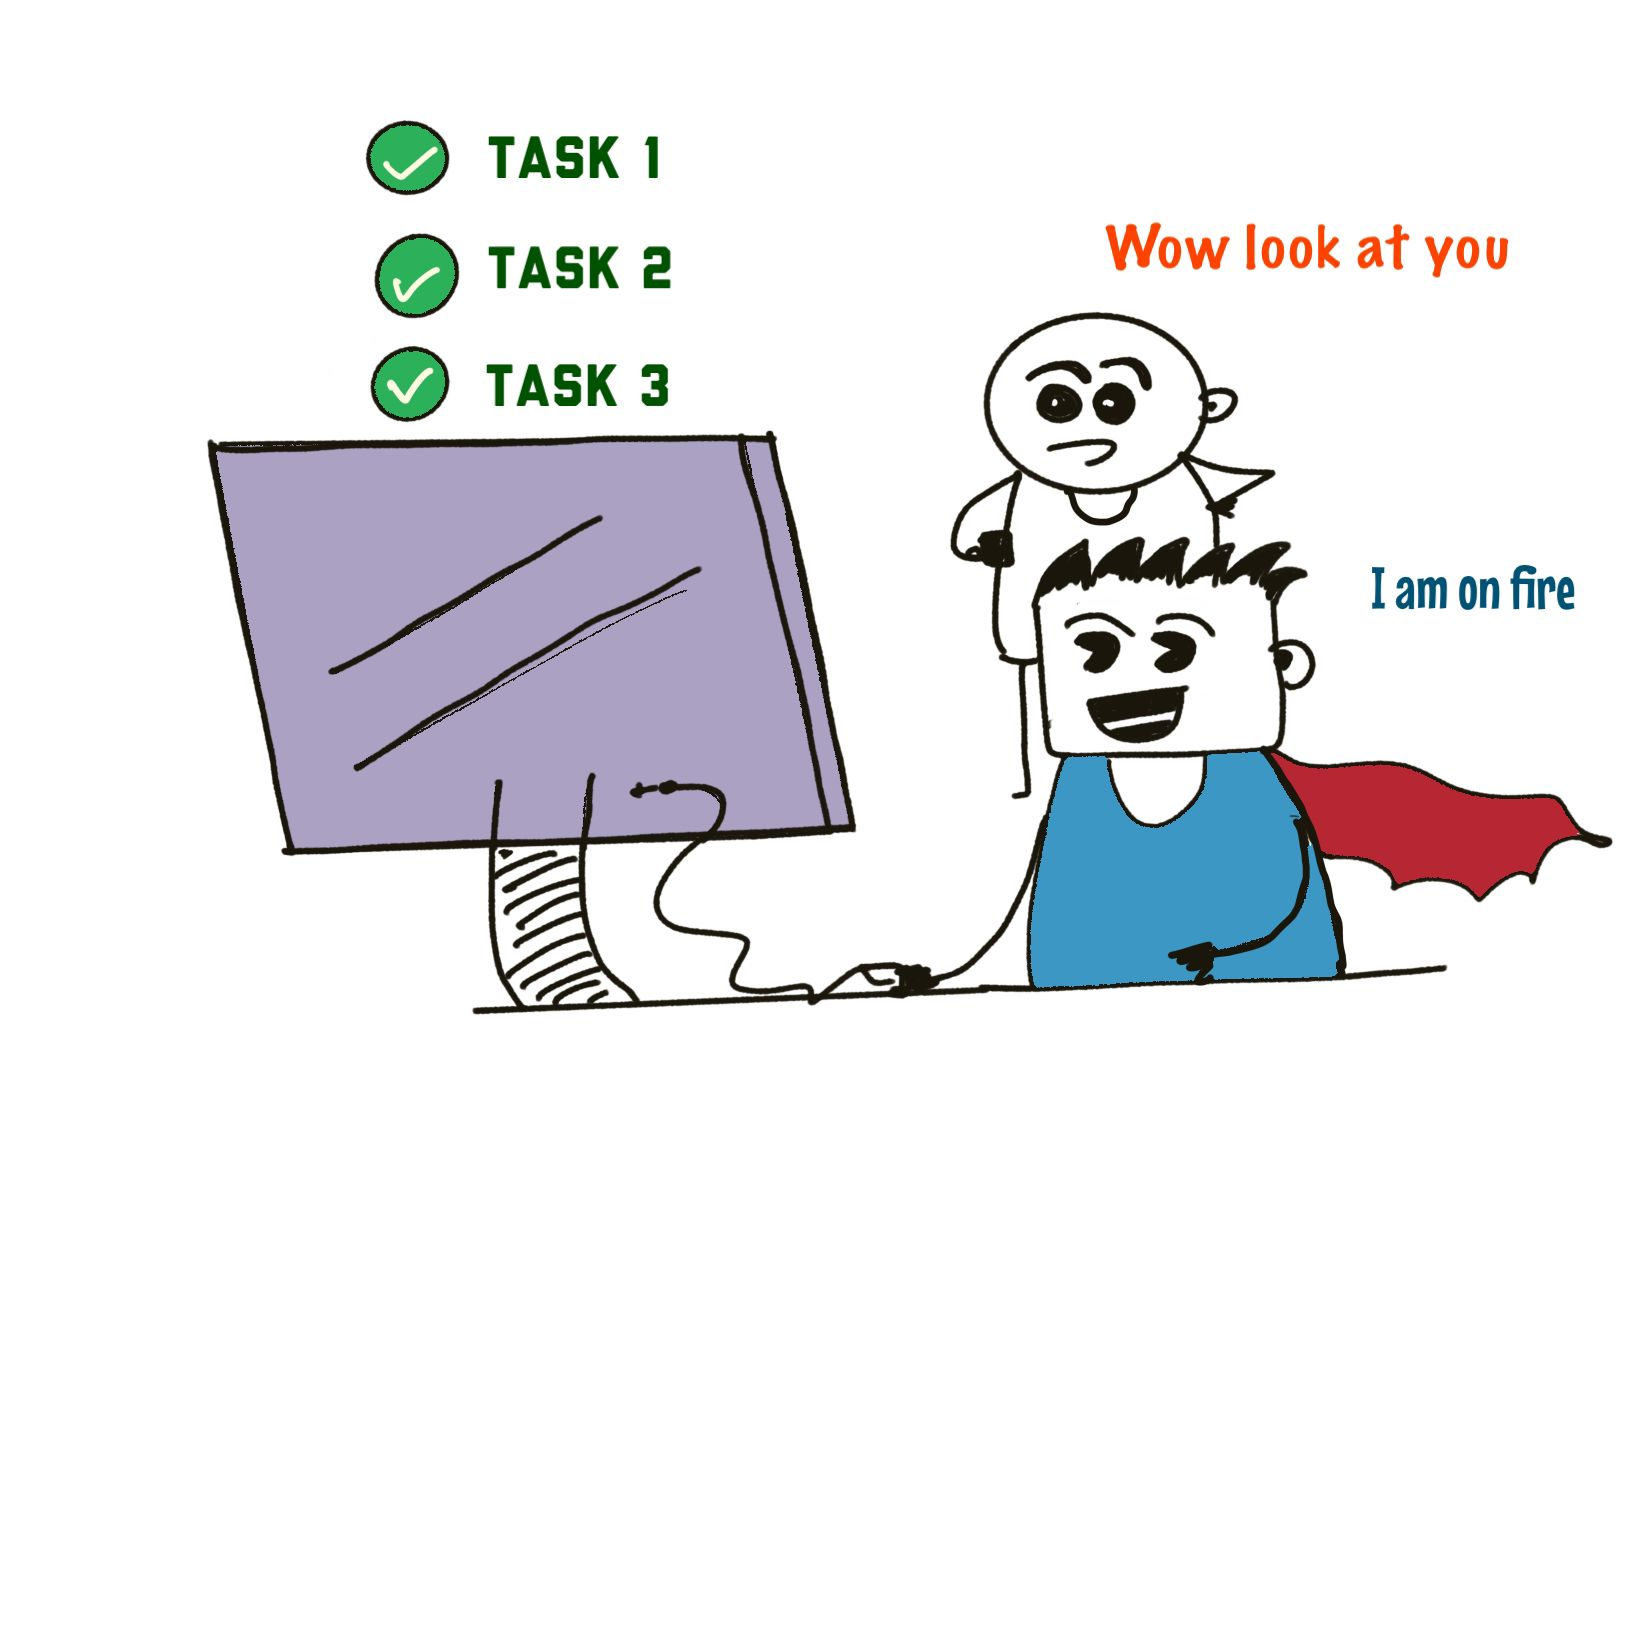 TASK 1
TASK 2
TASK 3
Wow look at you
I am on fire